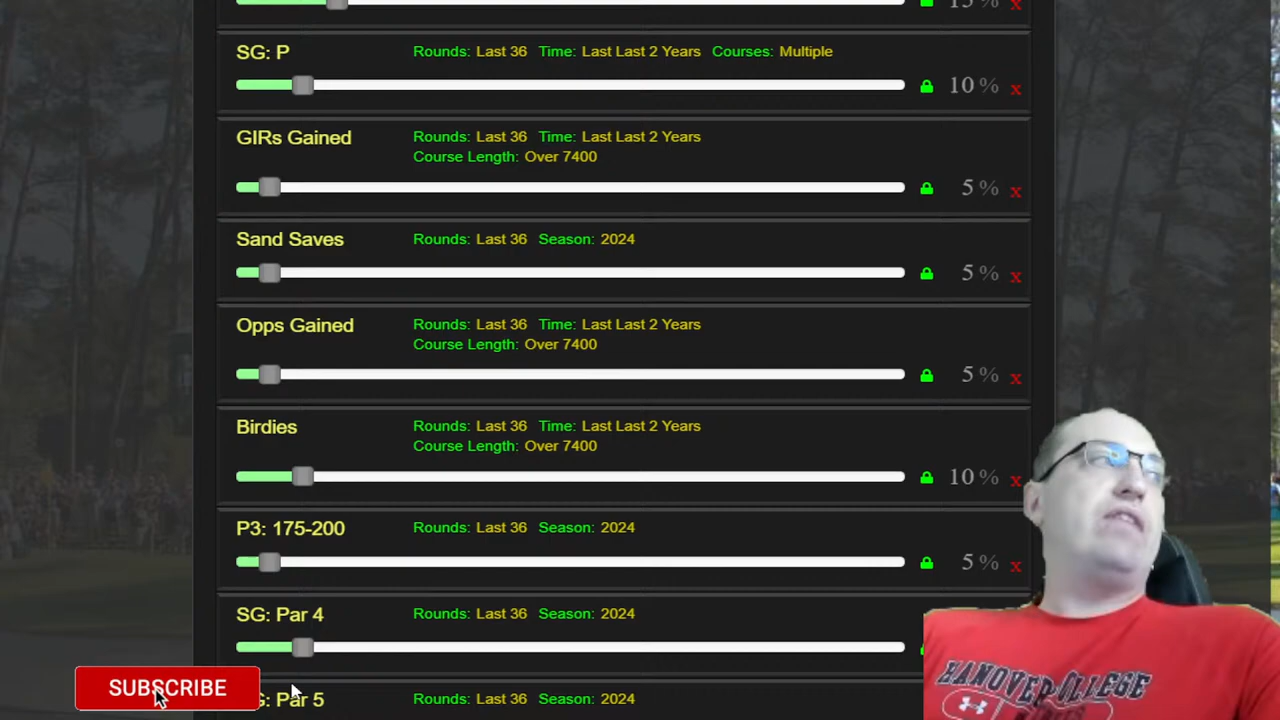 15 % x
SG: P Rounds: Last 36 Time: Last Last 2 Years Courses: Multiple
10 % x
GIRs Gained Rounds: Last 36 Time: Last Last 2 Years
Course Length: Over 7400
5 % x
Sand Saves Rounds: Last 36 Season: 2024
5 % x
Opps Gained Rounds: Last 36 Time: Last Last 2 Years
Course Length: Over 7400
5 % x
Birdies Rounds: Last 36 Time: Last Last 2 Years
Course Length: Over 7400
10 % x
P3: 175-200 Rounds: Last 36 Season: 2024
5 % x
SG: Par 4 Rounds: Last 36 Season: 2024
SUBSCRIBE
: Par 5 Rounds: Last 36 Season: 2024
HANOVER COLLEGE